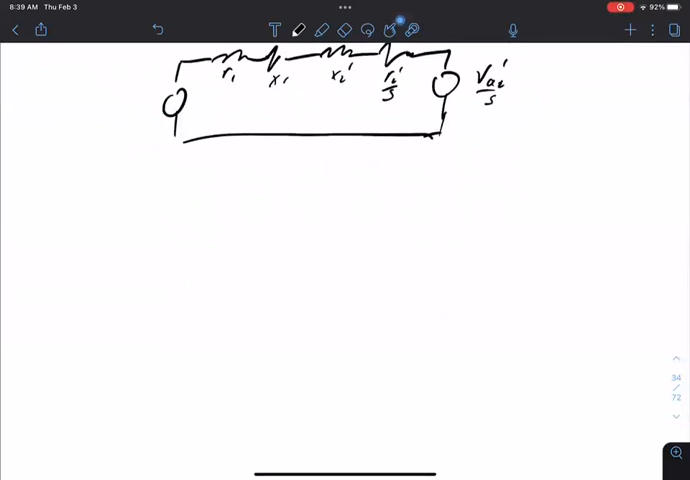 8:39 AM Thu Feb 3
92%
T
r₁ x₁ x₂' r₂'/s Va₂'/s
34
/
72